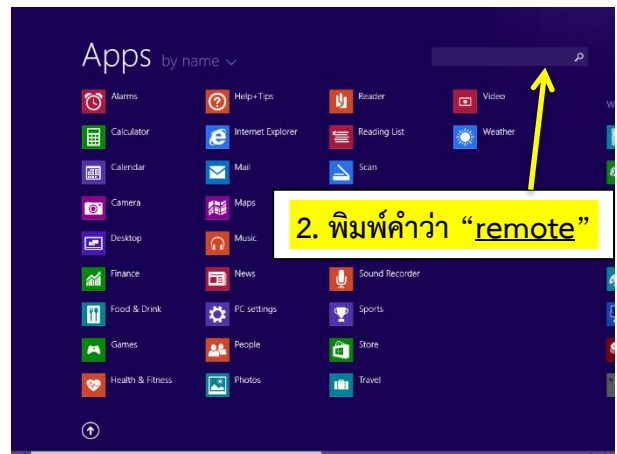 Apps by name
Alarms
Calculator
Calendar
Camera
Desktop
Finance
Food & Drink
Games
Health & Fitness
Help+Tips
Internet Explorer
Mail
Maps
Music
News
PC settings
People
Photos
Reader
Reading List
Scan
Sound Recorder
Sports
Store
Travel
Video
Weather
W
2. พิมพ์คำว่า “remote”